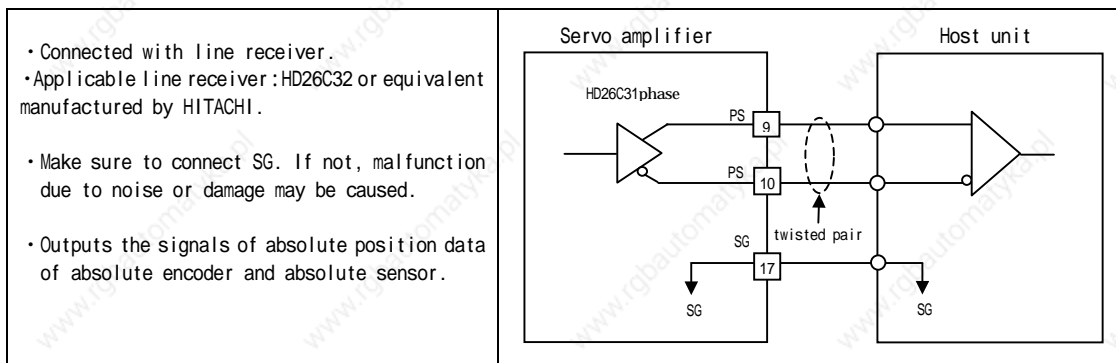 ・Connected with line receiver.
・Applicable line receiver:HD26C32 or equivalent
manufactured by HITACHI.
・Make sure to connect SG. If not, malfunction
due to noise or damage may be caused.
・Outputs the signals of absolute position data
of absolute encoder and absolute sensor.
Servo amplifier
Host unit
HD26C31phase
PS
9
PS
10
twisted pair
SG
17
SG
SG
www.rgbautomatyka.pl